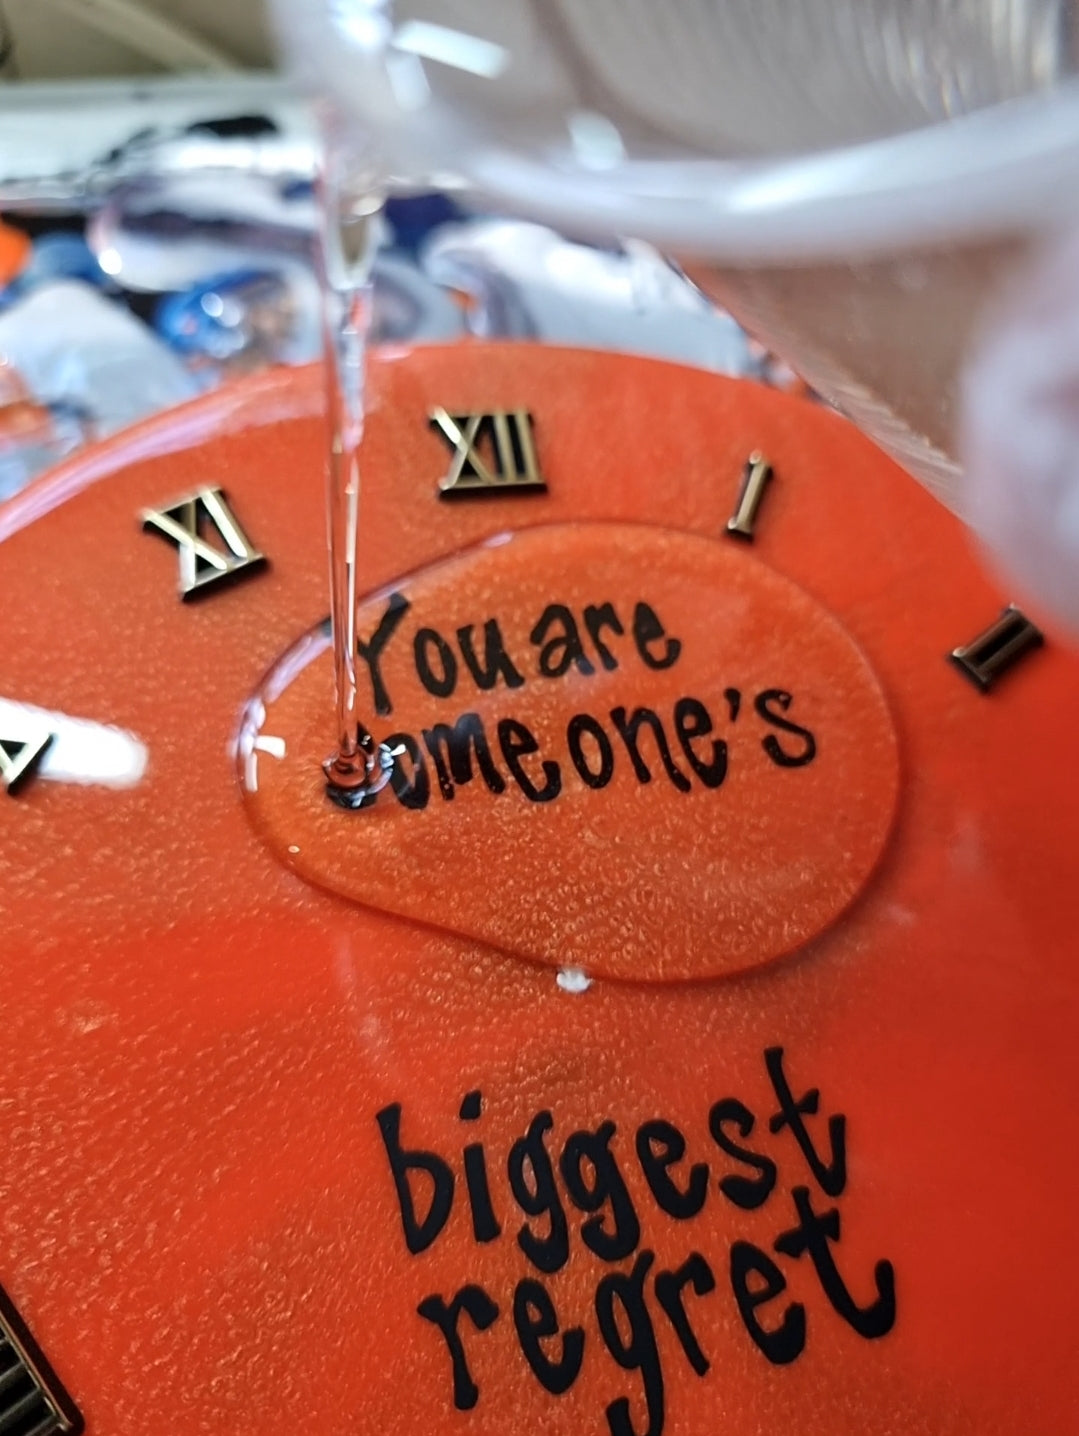 XI
XII
I
II
You are
Someone's
biggest
regret